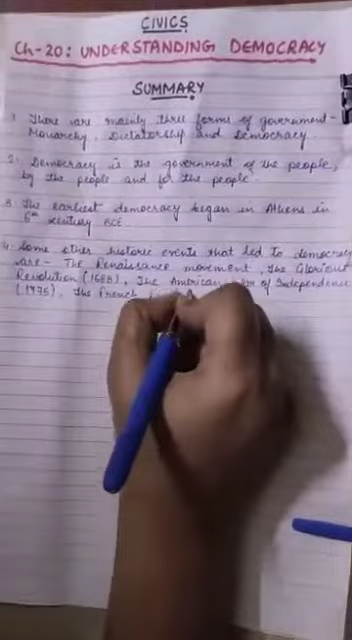 CIVICS
Ch-20: UNDERSTANDING DEMOCRACY
SUMMARY
1. There are mainly three forms of government-
Monarchy, Dictatorship and Democracy.
2. Democracy is the government of the people,
by the people and for the people.
3. The earliest democracy began in Athens in
6th century BCE
4. Some other historic events that led to democracy
are - The Renaissance movement, The Glorious
Revolution (1688), The American of Independence
(1775), The French